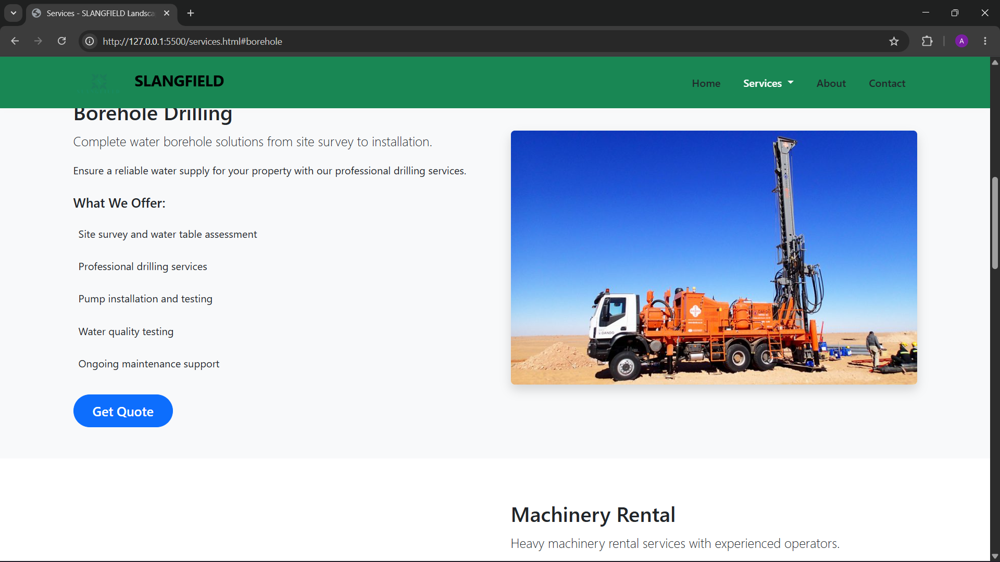 Services - SLANGFIELD Landsca
http://127.0.0.1:5500/services.html#borehole
A
SLANGFIELD
Home
Services
About
Contact
Borehole Drilling
Complete water borehole solutions from site survey to installation.
Ensure a reliable water supply for your property with our professional drilling services.
What We Offer:
Site survey and water table assessment
Professional drilling services
Pump installation and testing
Water quality testing
Ongoing maintenance support
Get Quote
DANDO
DANDO
Machinery Rental
Heavy machinery rental services with experienced operators.